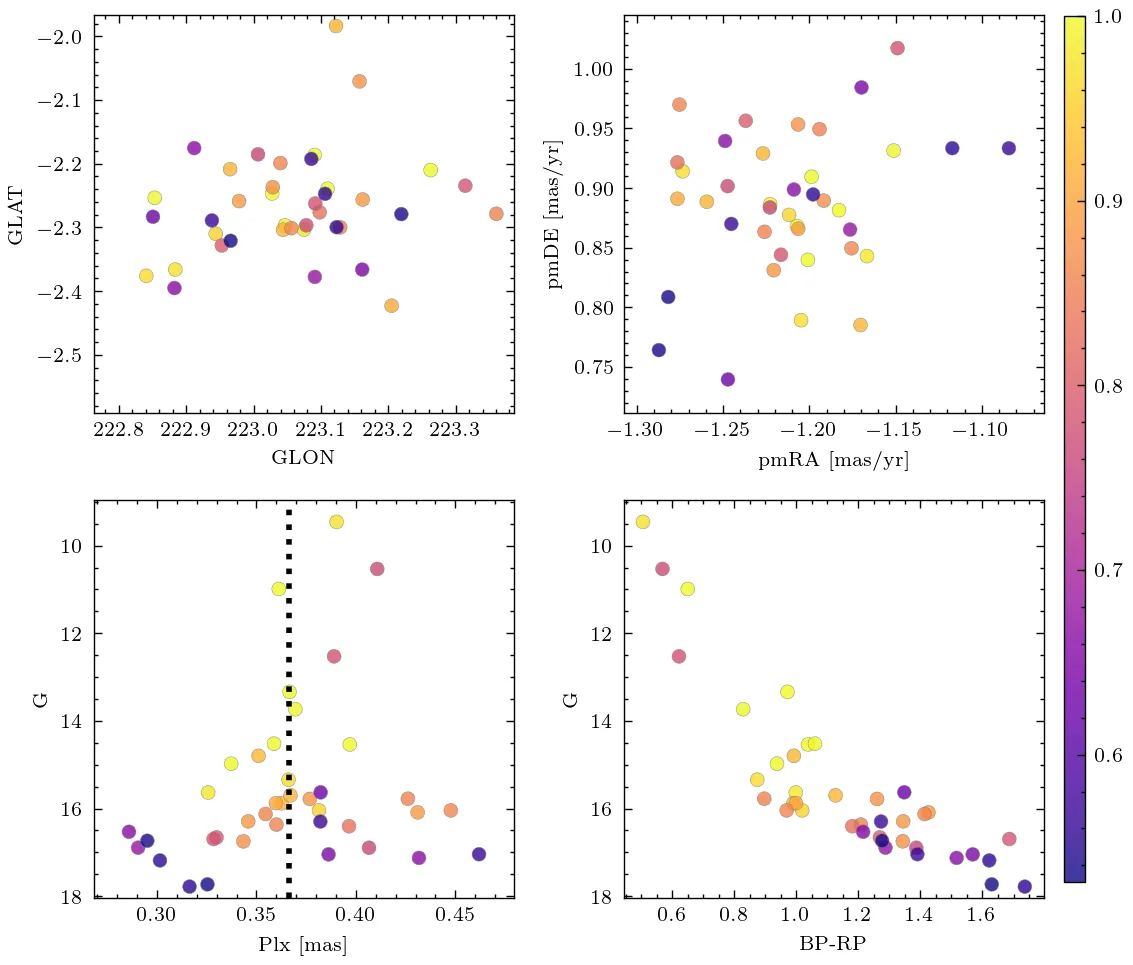 −2.0
−2.1
−2.2
−2.3
−2.4
−2.5
GLAT
222.8 222.9 223.0 223.1 223.2 223.3
GLON
1.00
0.95
0.90
0.85
0.80
0.75
pmDE [mas/yr]
−1.30 −1.25 −1.20 −1.15 −1.10
pmRA [mas/yr]
1.0
0.9
0.8
0.7
0.6
10
12
14
16
18
G
0.30 0.35 0.40 0.45
Plx [mas]
10
12
14
16
18
G
0.6 0.8 1.0 1.2 1.4 1.6
BP-RP